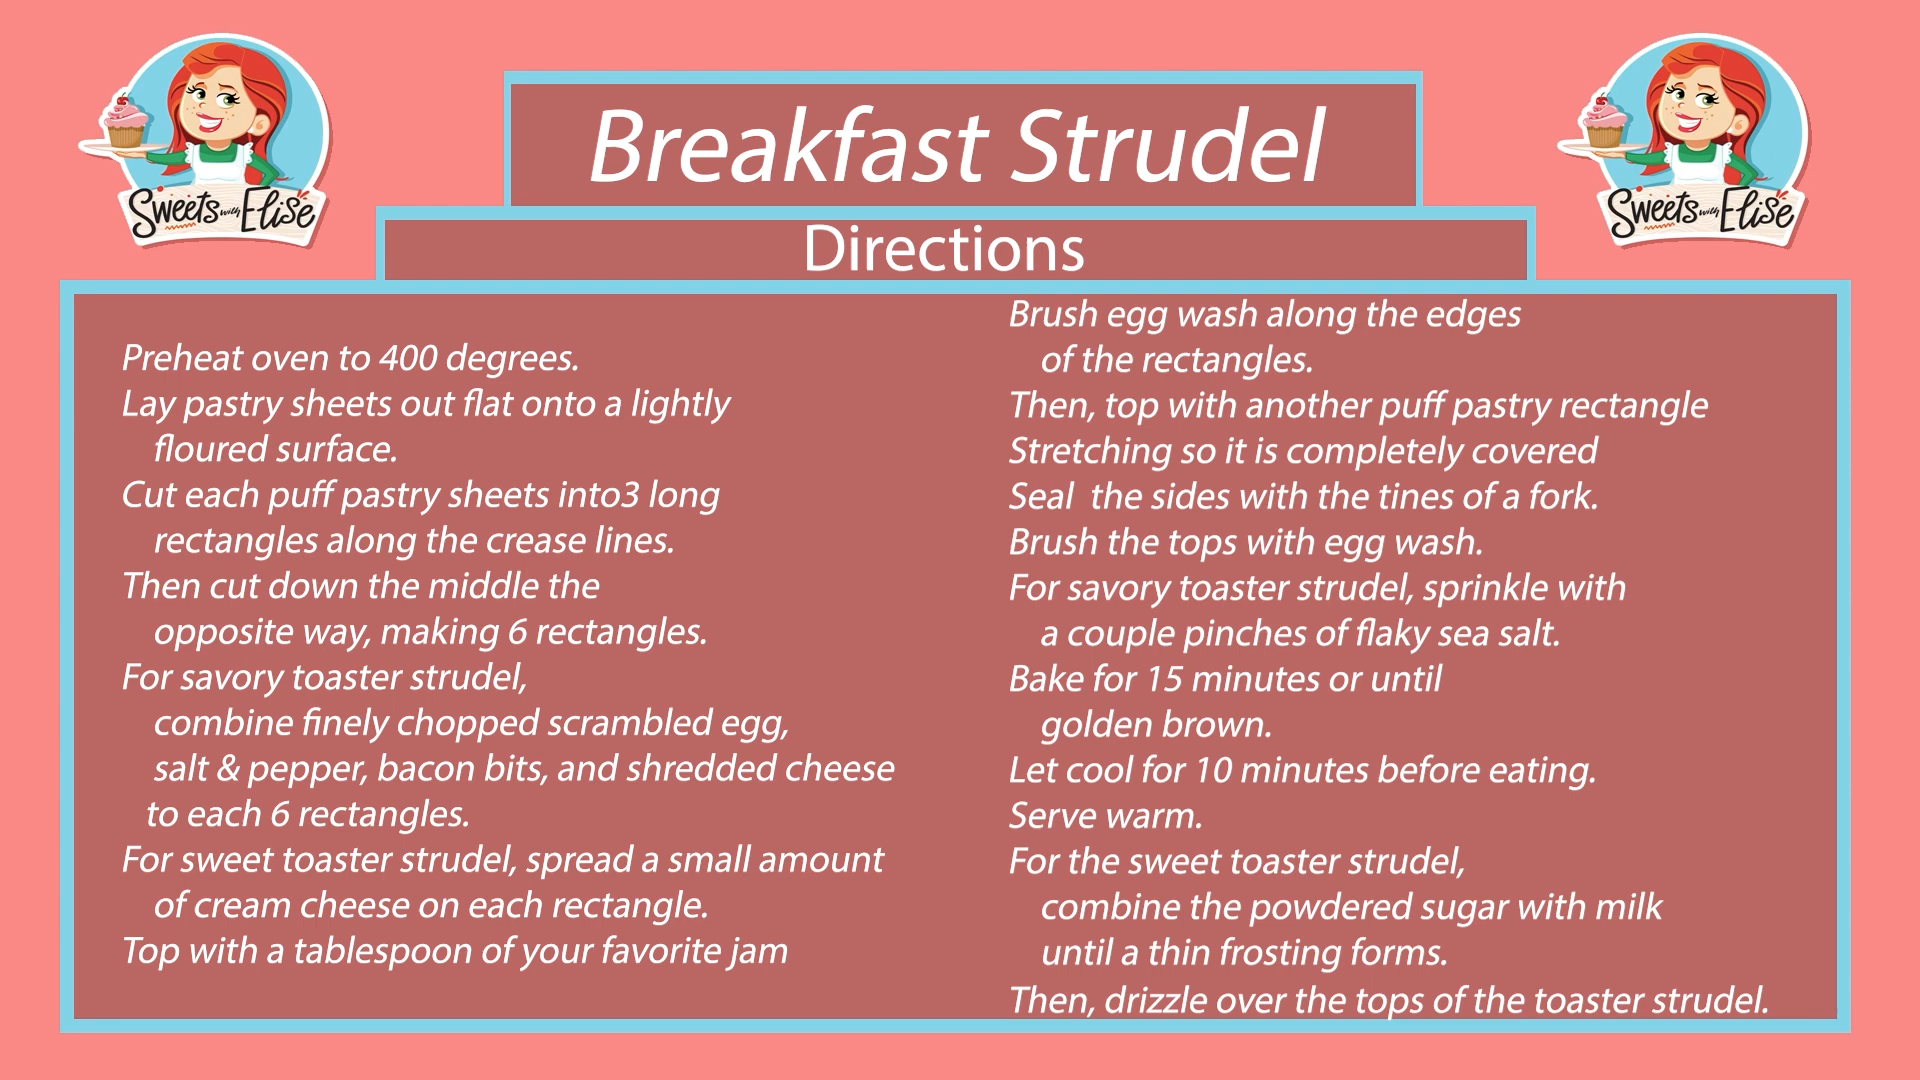 Sweets with Elise
Sweets with Elise
Breakfast Strudel
Directions
Preheat oven to 400 degrees.
Lay pastry sheets out flat onto a lightly
floured surface.
Cut each puff pastry sheets into3 long
rectangles along the crease lines.
Then cut down the middle the
opposite way, making 6 rectangles.
For savory toaster strudel,
combine finely chopped scrambled egg,
salt & pepper, bacon bits, and shredded cheese
to each 6 rectangles.
For sweet toaster strudel, spread a small amount
of cream cheese on each rectangle.
Top with a tablespoon of your favorite jam
Brush egg wash along the edges
of the rectangles.
Then, top with another puff pastry rectangle
Stretching so it is completely covered
Seal  the sides with the tines of a fork.
Brush the tops with egg wash.
For savory toaster strudel, sprinkle with
a couple pinches of flaky sea salt.
Bake for 15 minutes or until
golden brown.
Let cool for 10 minutes before eating.
Serve warm.
For the sweet toaster strudel,
combine the powdered sugar with milk
until a thin frosting forms.
Then, drizzle over the tops of the toaster strudel.